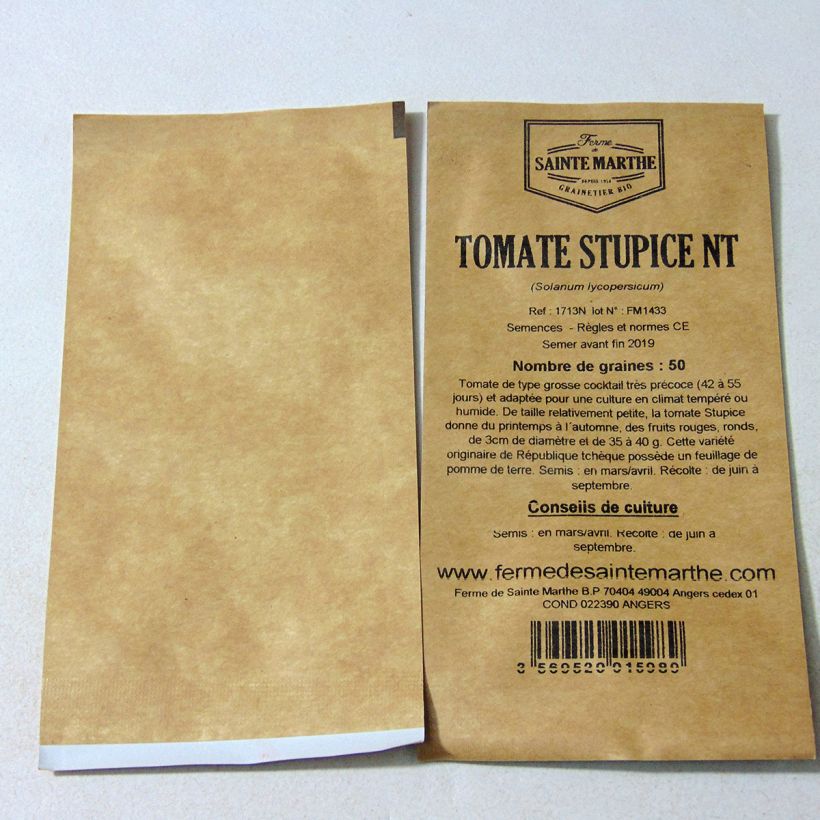 Ferme
de
SAINTE MARTHE
DEPUIS 1974
GRAINETIER BIO
TOMATE STUPICE NT
(Solanum lycopersicum)
Ref : 1713N lot N° : FM1433
Semences - Règles et normes CE
Semer avant fin 2019
Nombre de graines : 50
Tomate de type grosse cocktail très précoce (42 à 55
jours) et adaptée pour une culture en climat tempéré ou
humide. De taille relativement petite, la tomate Stupice
donne du printemps à l´automne, des fruits rouges, ronds,
de 3cm de diamètre et de 35 à 40 g. Cette variété
originaire de République tchèque possède un feuillage de
pomme de terre. Semis : en mars/avril. Récolte : de juin à
septembre.
Conseils de culture
Semis : en mars/avril. Récolte : de juin à
septembre.
www.fermedesaintemarthe.com
Ferme de Sainte Marthe B.P 70404 49004 Angers cedex 01
COND 022390 ANGERS
3 560520 015989